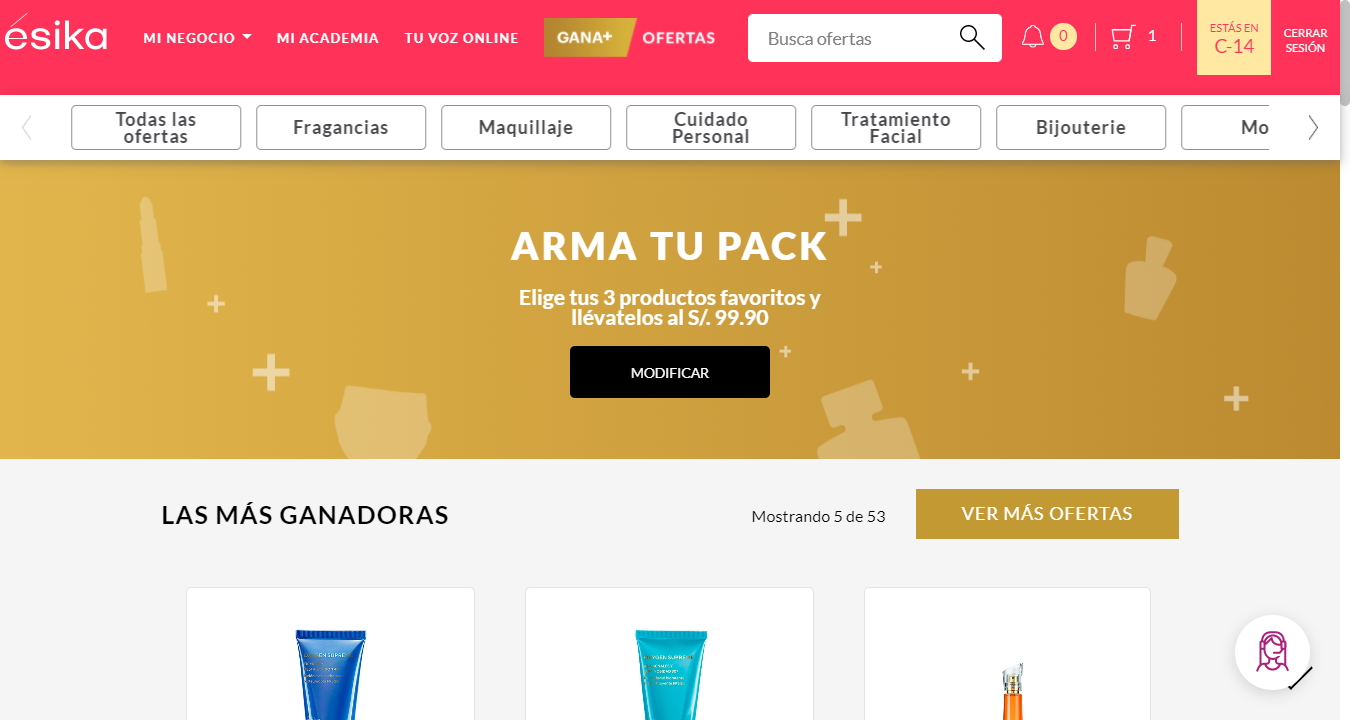 ésika
MI NEGOCIO
MI ACADEMIA
TU VOZ ONLINE
GANA+
OFERTAS
Busca ofertas
0
1
ESTÁS EN
C-14
CERRAR
SESIÓN
Todas las
ofertas
Fragancias
Maquillaje
Cuidado
Personal
Tratamiento
Facial
Bijouterie
Mo
ARMA TU PACK
Elige tus 3 productos favoritos y
llévatelos al S/. 99.90
MODIFICAR
LAS MÁS GANADORAS
Mostrando 5 de 53
VER MÁS OFERTAS